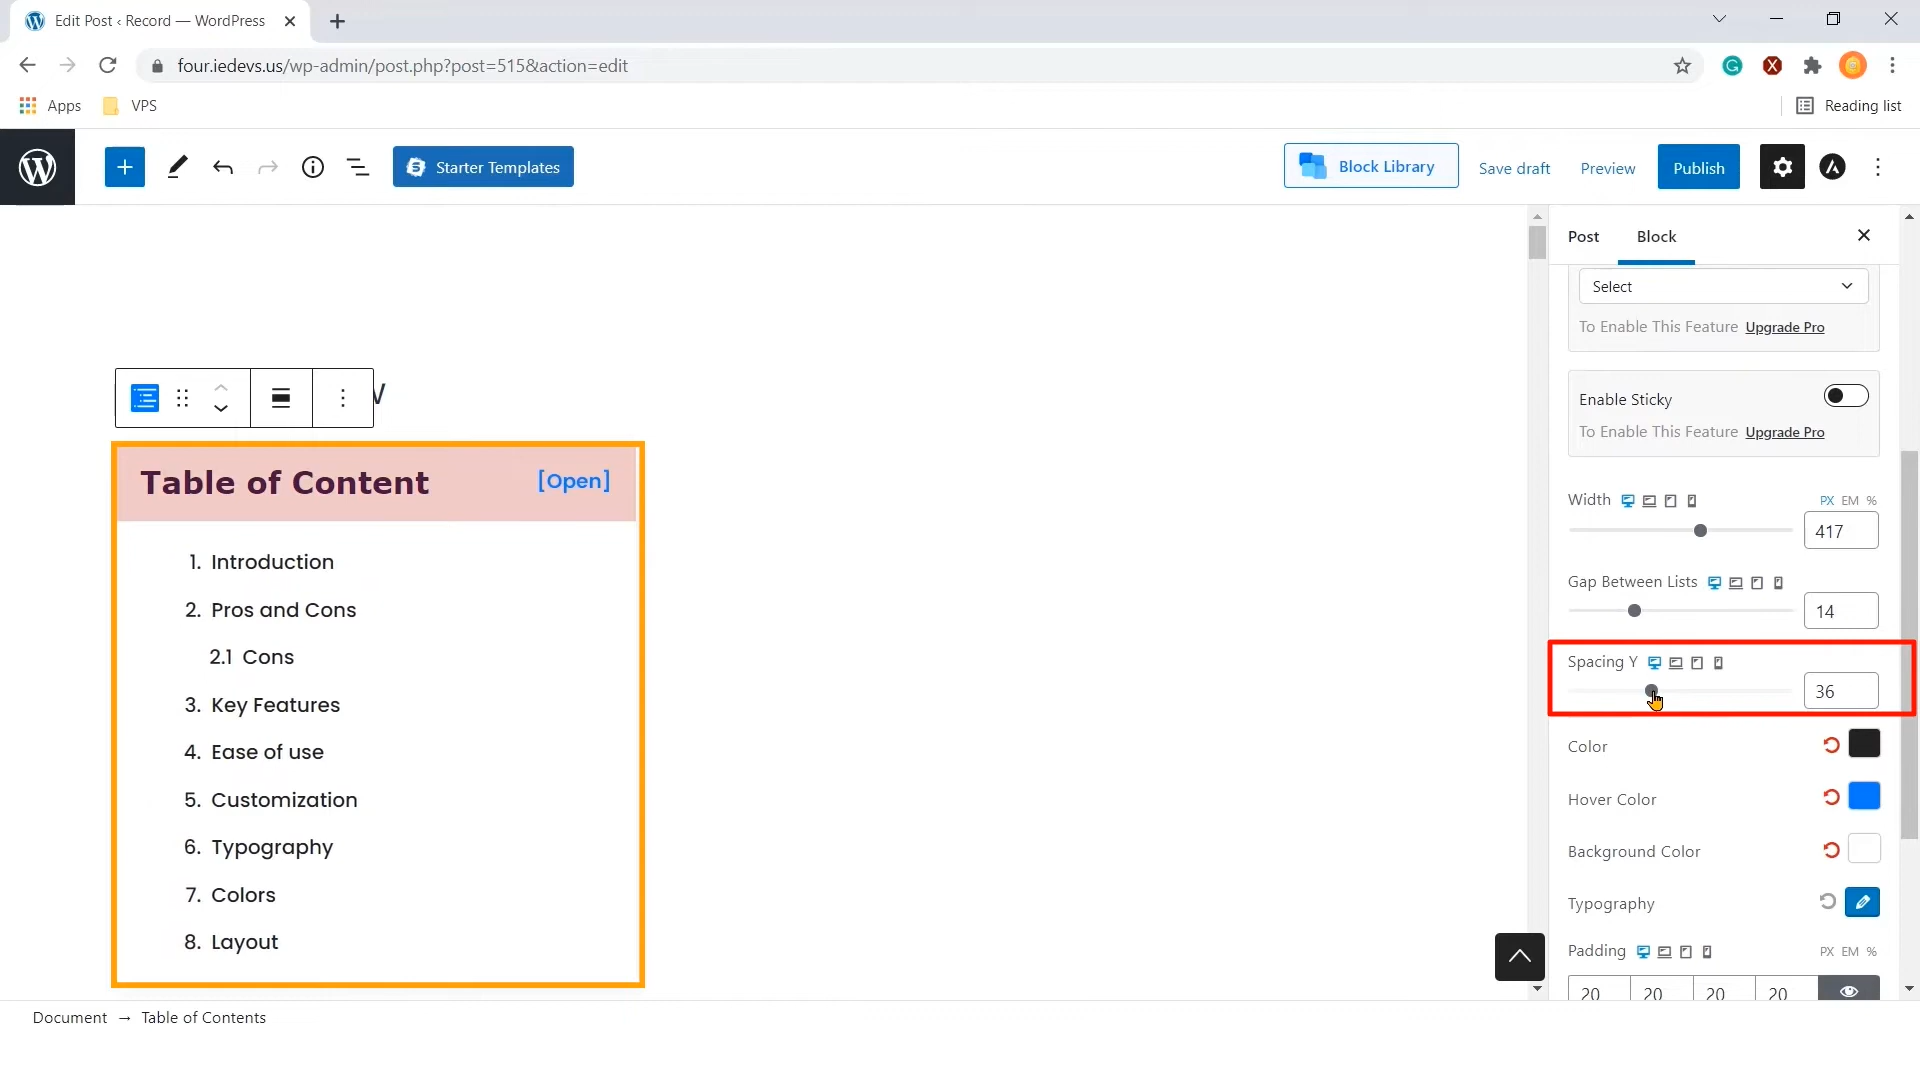 Edit Post ‹ Record — WordPress
four.iedevs.us/wp-admin/post.php?post=515&action=edit
Apps
VPS
Reading list
Starter Templates
Block Library
Save draft
Preview
Publish
Post
Block
Select
To Enable This Feature Upgrade Pro
Enable Sticky
To Enable This Feature Upgrade Pro
Width
PX EM %
417
Gap Between Lists
14
Spacing Y
36
Color
Hover Color
Background Color
Typography
Padding
PX EM %
20 20 20 20
Table of Content
[Open]
1. Introduction
2. Pros and Cons
2.1 Cons
3. Key Features
4. Ease of use
5. Customization
6. Typography
7. Colors
8. Layout
Document → Table of Contents